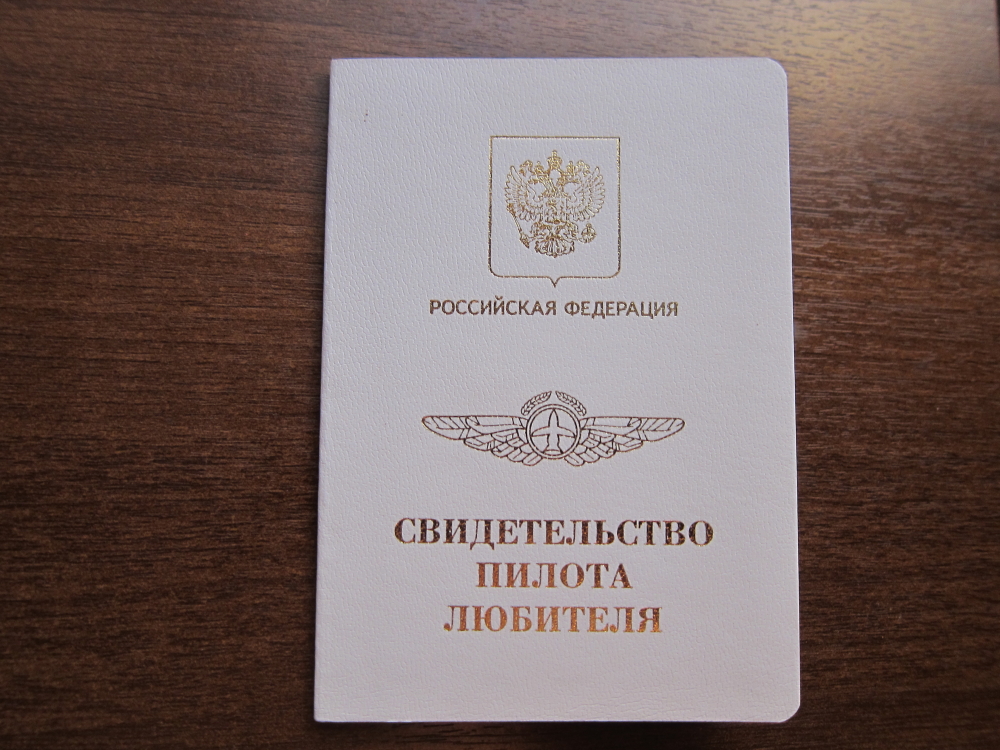 РОССИЙСКАЯ ФЕДЕРАЦИЯ
СВИДЕТЕЛЬСТВО
ПИЛОТА
ЛЮБИТЕЛЯ